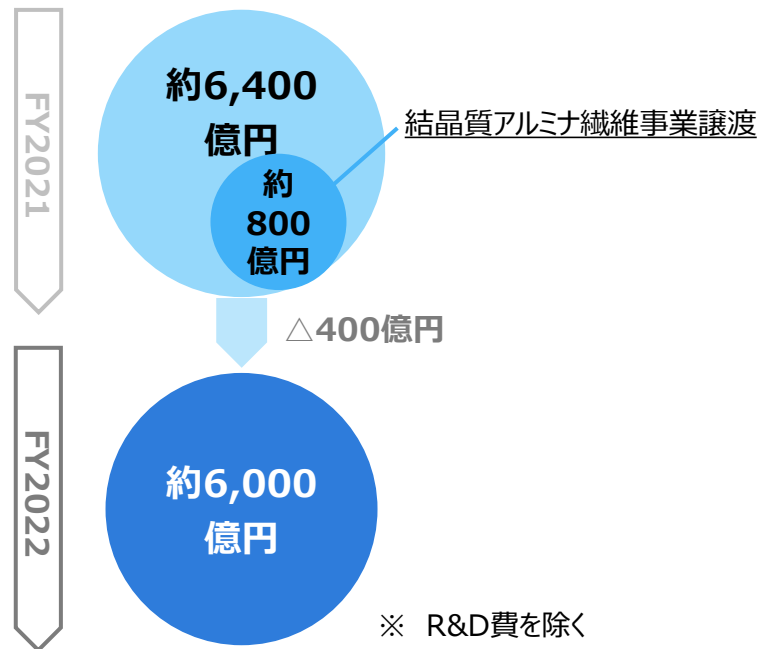 FY2021
約6,400
億円
約
800
億円
結晶質アルミナ繊維事業譲渡
△400億円
FY2022
約6,000
億円
※ R&D費を除く